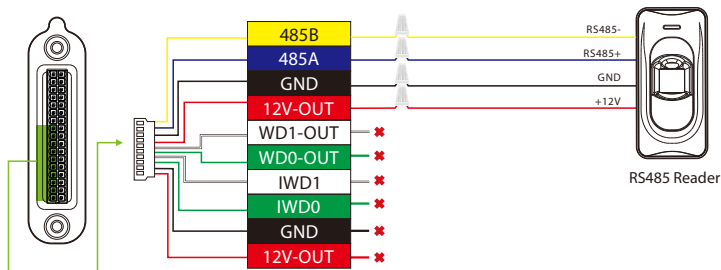 485B
485A
GND
12V-OUT
WD1-OUT
WD0-OUT
IWD1
IWD0
GND
12V-OUT
RS485-
RS485+
GND
+12V
RS485 Reader